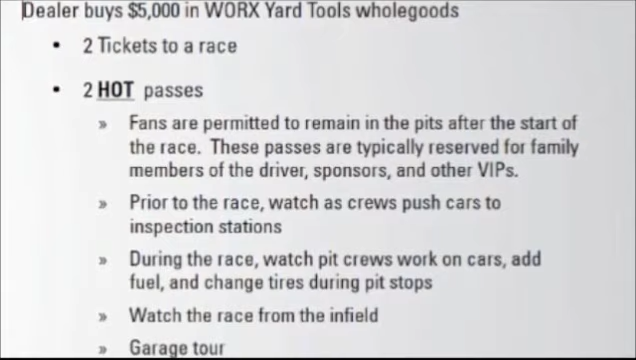 Dealer buys $5,000 in WORX Yard Tools wholegoods
• 2 Tickets to a race
• 2 HOT passes
» Fans are permitted to remain in the pits after the start of
the race. These passes are typically reserved for family
members of the driver, sponsors, and other VIPs.
» Prior to the race, watch as crews push cars to
inspection stations
» During the race, watch pit crews work on cars, add
fuel, and change tires during pit stops
» Watch the race from the infield
» Garage tour